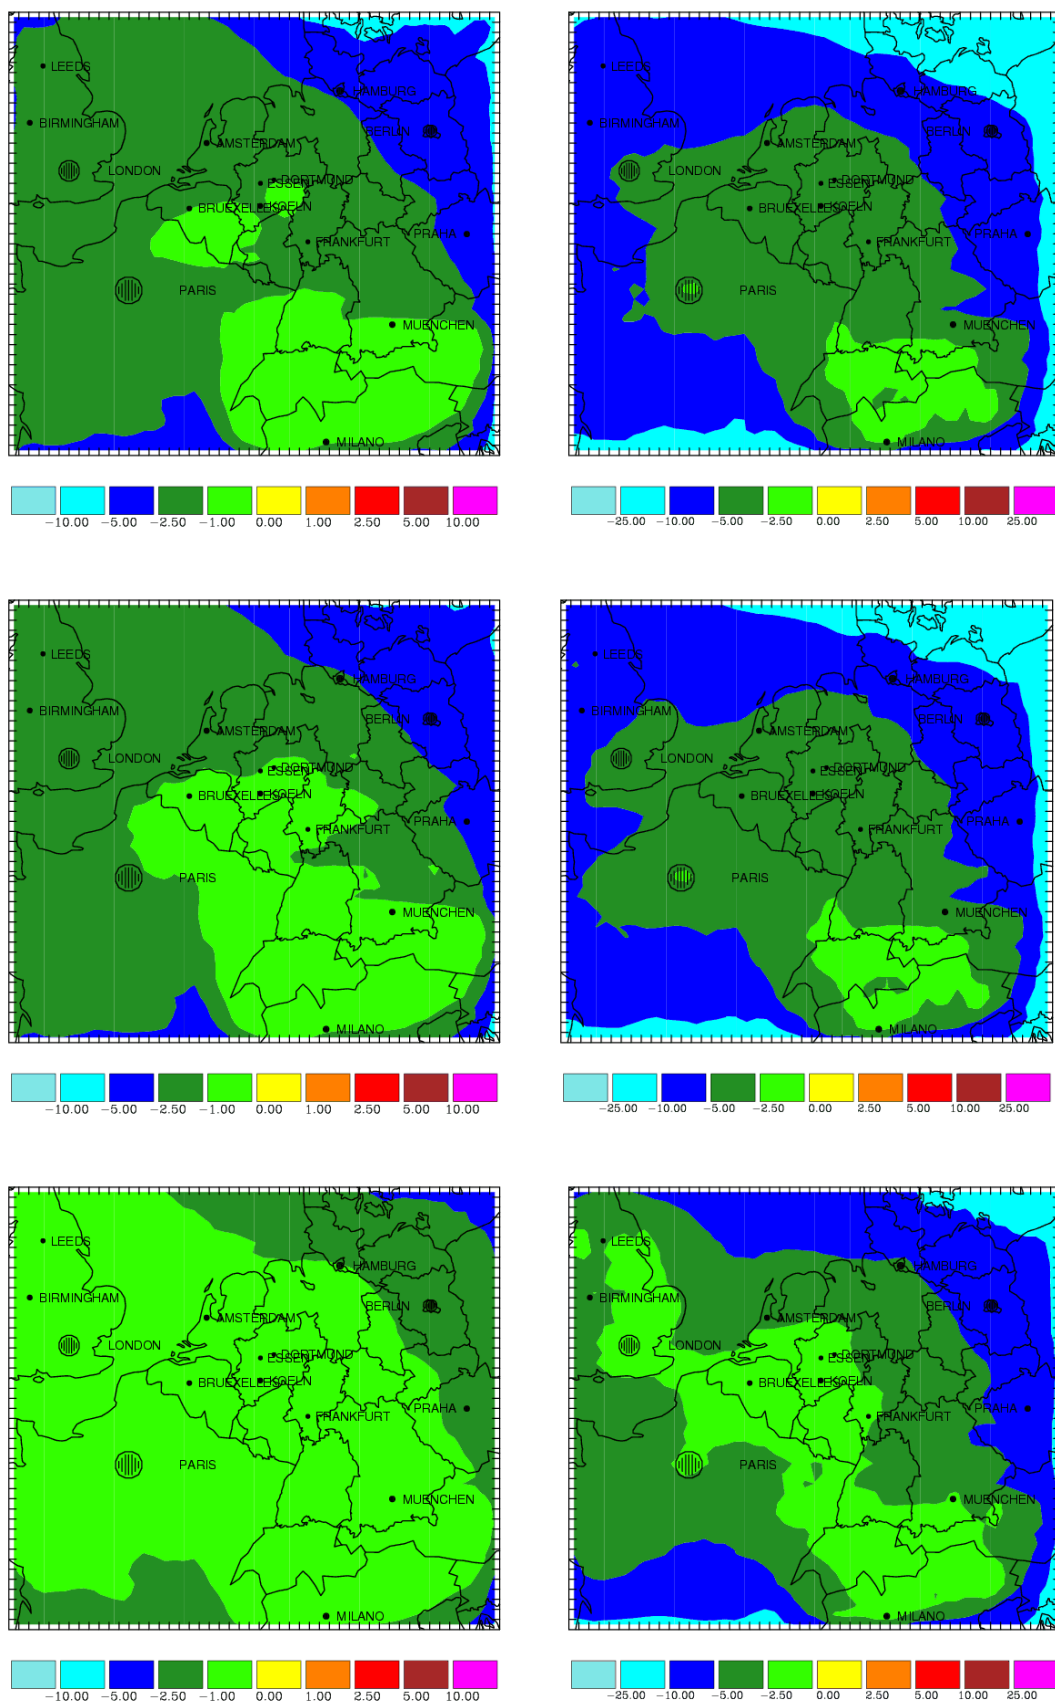 LEEDS
HAMBURG
BIRMINGHAM
BERLIN
AMSTERDAM
LONDON
DORTMUND
ESSEN
BRUEXELLES KOELN
PRAHA
FRANKFURT
PARIS
MUENCHEN
MILANO
−10.00 −5.00 −2.50 −1.00 0.00 1.00 2.50 5.00 10.00
LEEDS
HAMBURG
BIRMINGHAM
BERLIN
AMSTERDAM
LONDON
DORTMUND
ESSEN
BRUEXELLES KOELN
PRAHA
FRANKFURT
PARIS
MUENCHEN
MILANO
−25.00 −10.00 −5.00 −2.50 0.00 2.50 5.00 10.00 25.00
LEEDS
HAMBURG
BIRMINGHAM
BERLIN
AMSTERDAM
LONDON
DORTMUND
ESSEN
BRUEXELLES KOELN
PRAHA
FRANKFURT
PARIS
MUENCHEN
MILANO
−10.00 −5.00 −2.50 −1.00 0.00 1.00 2.50 5.00 10.00
LEEDS
HAMBURG
BIRMINGHAM
BERLIN
AMSTERDAM
LONDON
DORTMUND
ESSEN
BRUEXELLES KOELN
PRAHA
FRANKFURT
PARIS
MUENCHEN
MILANO
−25.00 −10.00 −5.00 −2.50 0.00 2.50 5.00 10.00 25.00
LEEDS
HAMBURG
BIRMINGHAM
BERLIN
AMSTERDAM
LONDON
DORTMUND
ESSEN
BRUEXELLES KOELN
PRAHA
FRANKFURT
PARIS
MUENCHEN
MILANO
−10.00 −5.00 −2.50 −1.00 0.00 1.00 2.50 5.00 10.00
LEEDS
HAMBURG
BIRMINGHAM
BERLIN
AMSTERDAM
LONDON
DORTMUND
ESSEN
BRUEXELLES KOELN
PRAHA
FRANKFURT
PARIS
MUENCHEN
MILANO
−25.00 −10.00 −5.00 −2.50 0.00 2.50 5.00 10.00 25.00